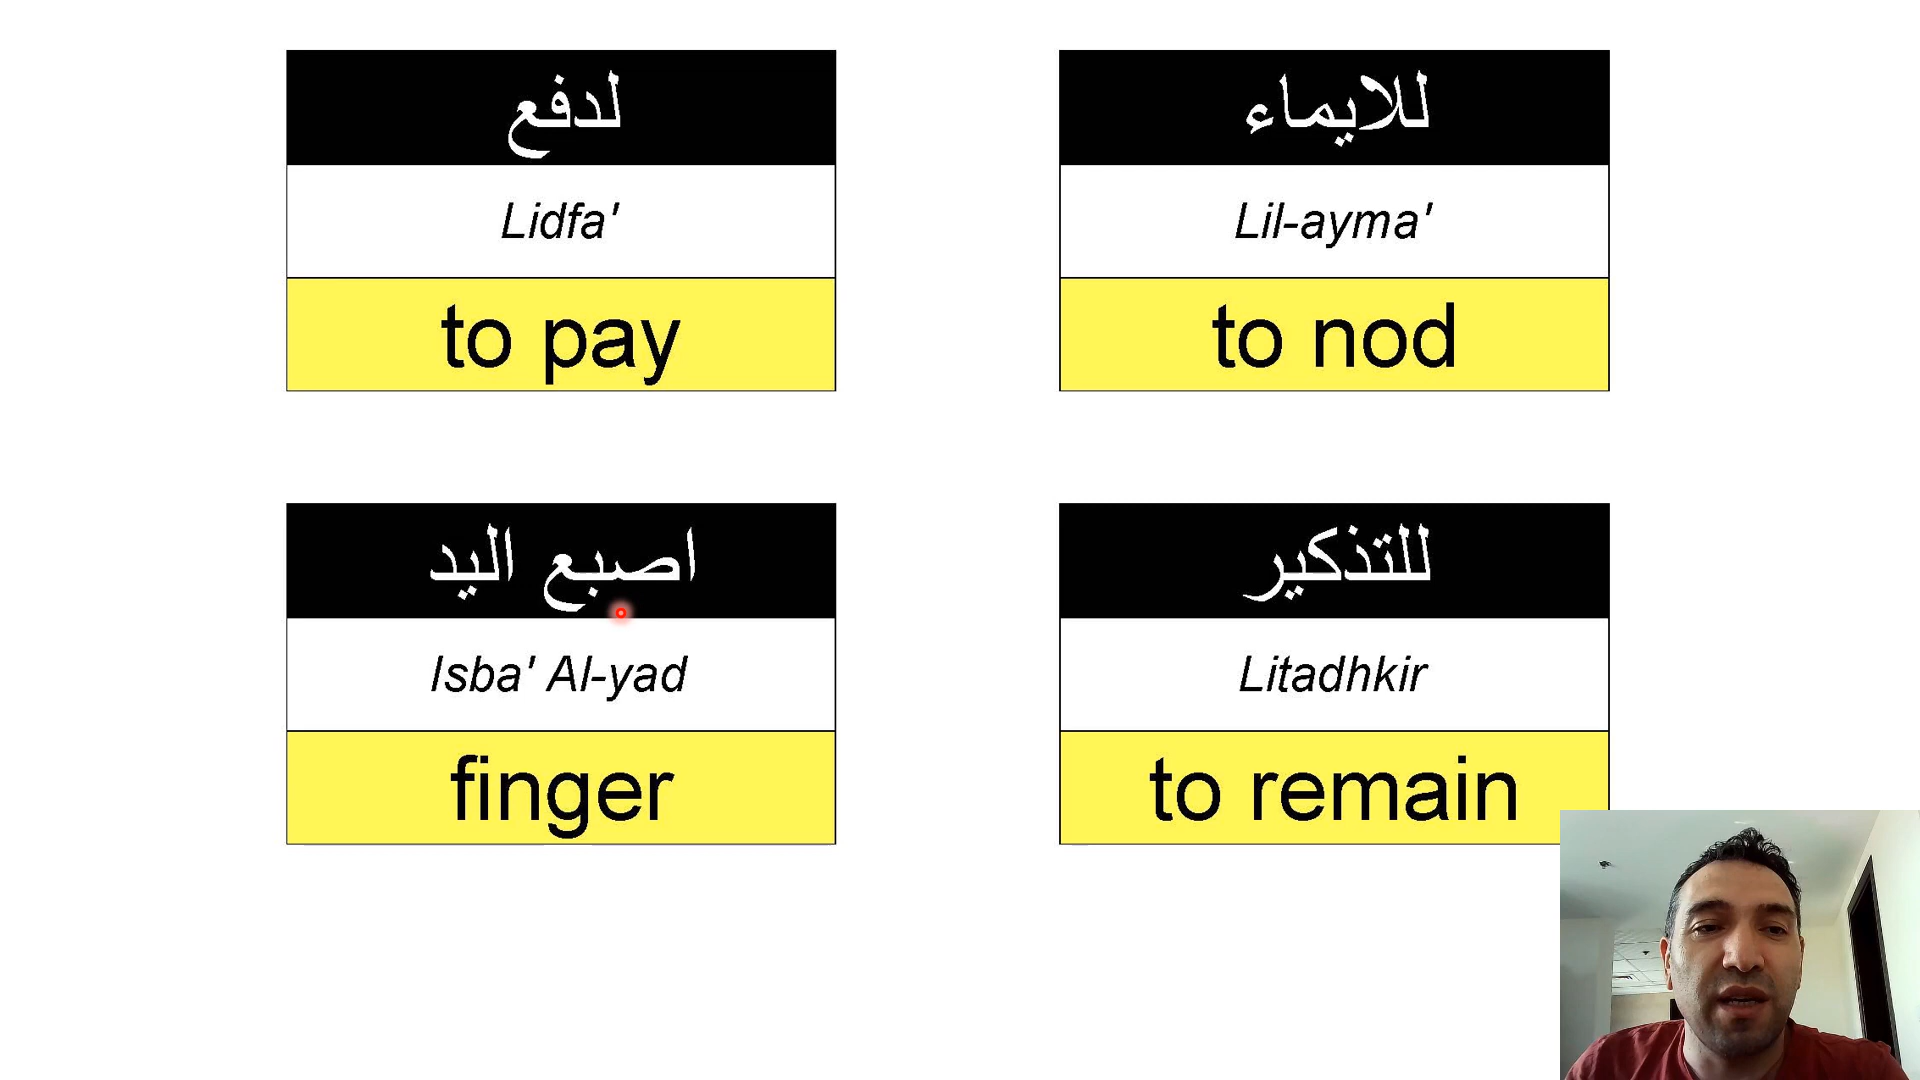 لدفع
Lidfa'
to pay
للايماء
Lil-ayma'
to nod
اصبع اليد
Isba' Al-yad
finger
للتذكير
Litadhkir
to remain